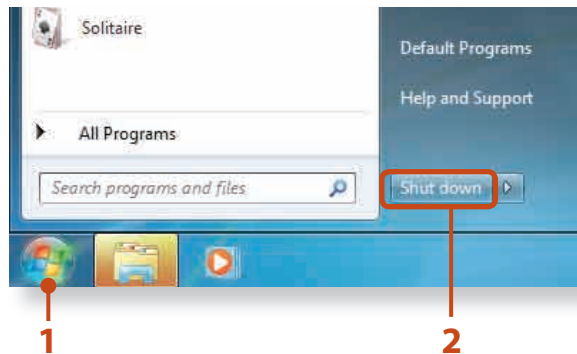 Solitaire
Default Programs
Help and Support
All Programs
Search programs and files
Shut down
1
2